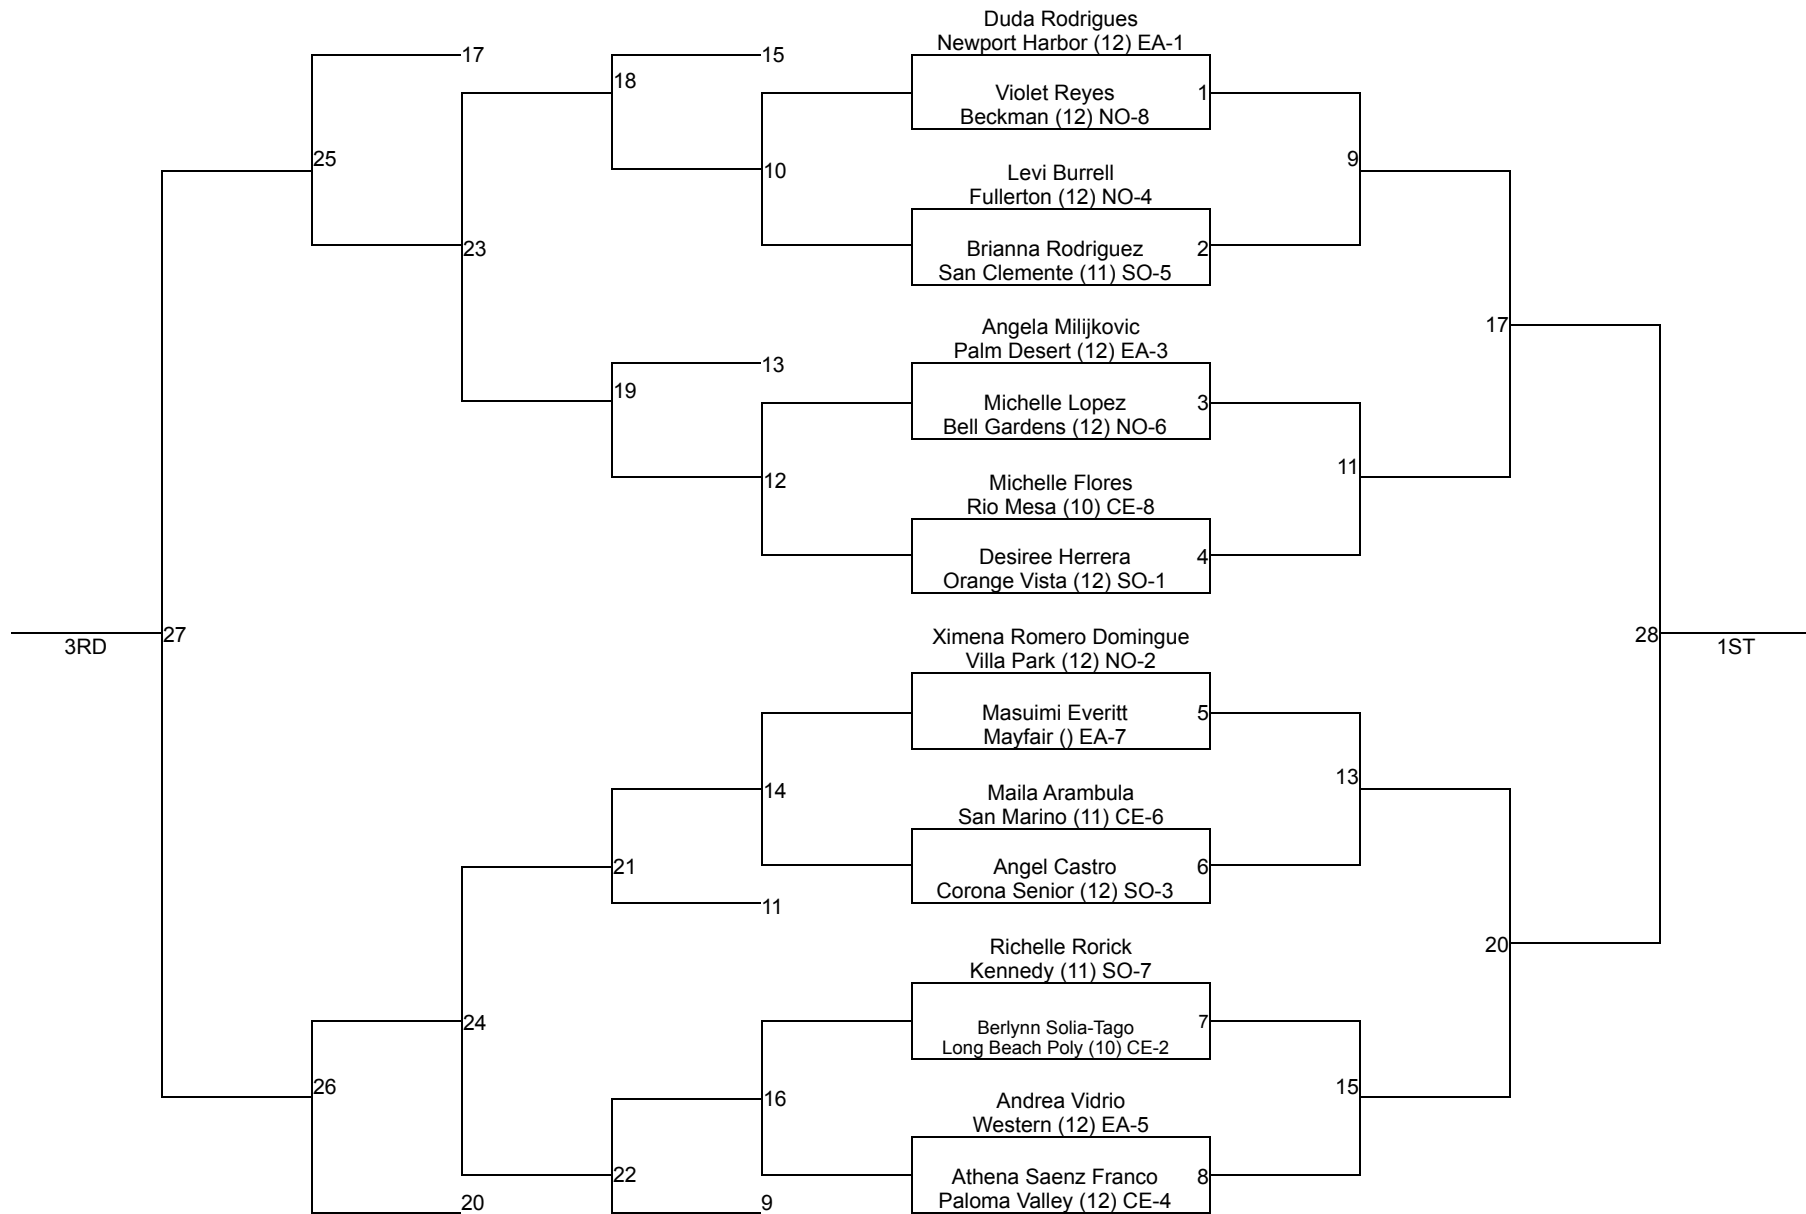 Duda Rodrigues
Newport Harbor (12) EA-1
17
15
18
Violet Reyes
1
Beckman (12) NO-8
25
9
10
Levi Burrell
Fullerton (12) NO-4
23
Brianna Rodriguez
2
San Clemente (11) SO-5
Angela Milijkovic
17
Palm Desert (12) EA-3
13
19
Michelle Lopez
3
Bell Gardens (12) NO-6
11
12
Michelle Flores
Rio Mesa (10) CE-8
Desiree Herrera
4
Orange Vista (12) SO-1
27
3RD
Ximena Romero Domingue
28
1ST
Villa Park (12) NO-2
Masuimi Everitt
5
Mayfair () EA-7
13
14
Maila Arambula
San Marino (11) CE-6
21
Angel Castro
6
Corona Senior (12) SO-3
11
Richelle Rorick
20
Kennedy (11) SO-7
24
Berlynn Solia-Tago
7
Long Beach Poly (10) CE-2
26
15
16
Andrea Vidrio
Western (12) EA-5
22
Athena Saenz Franco
8
Paloma Valley (12) CE-4
20
9